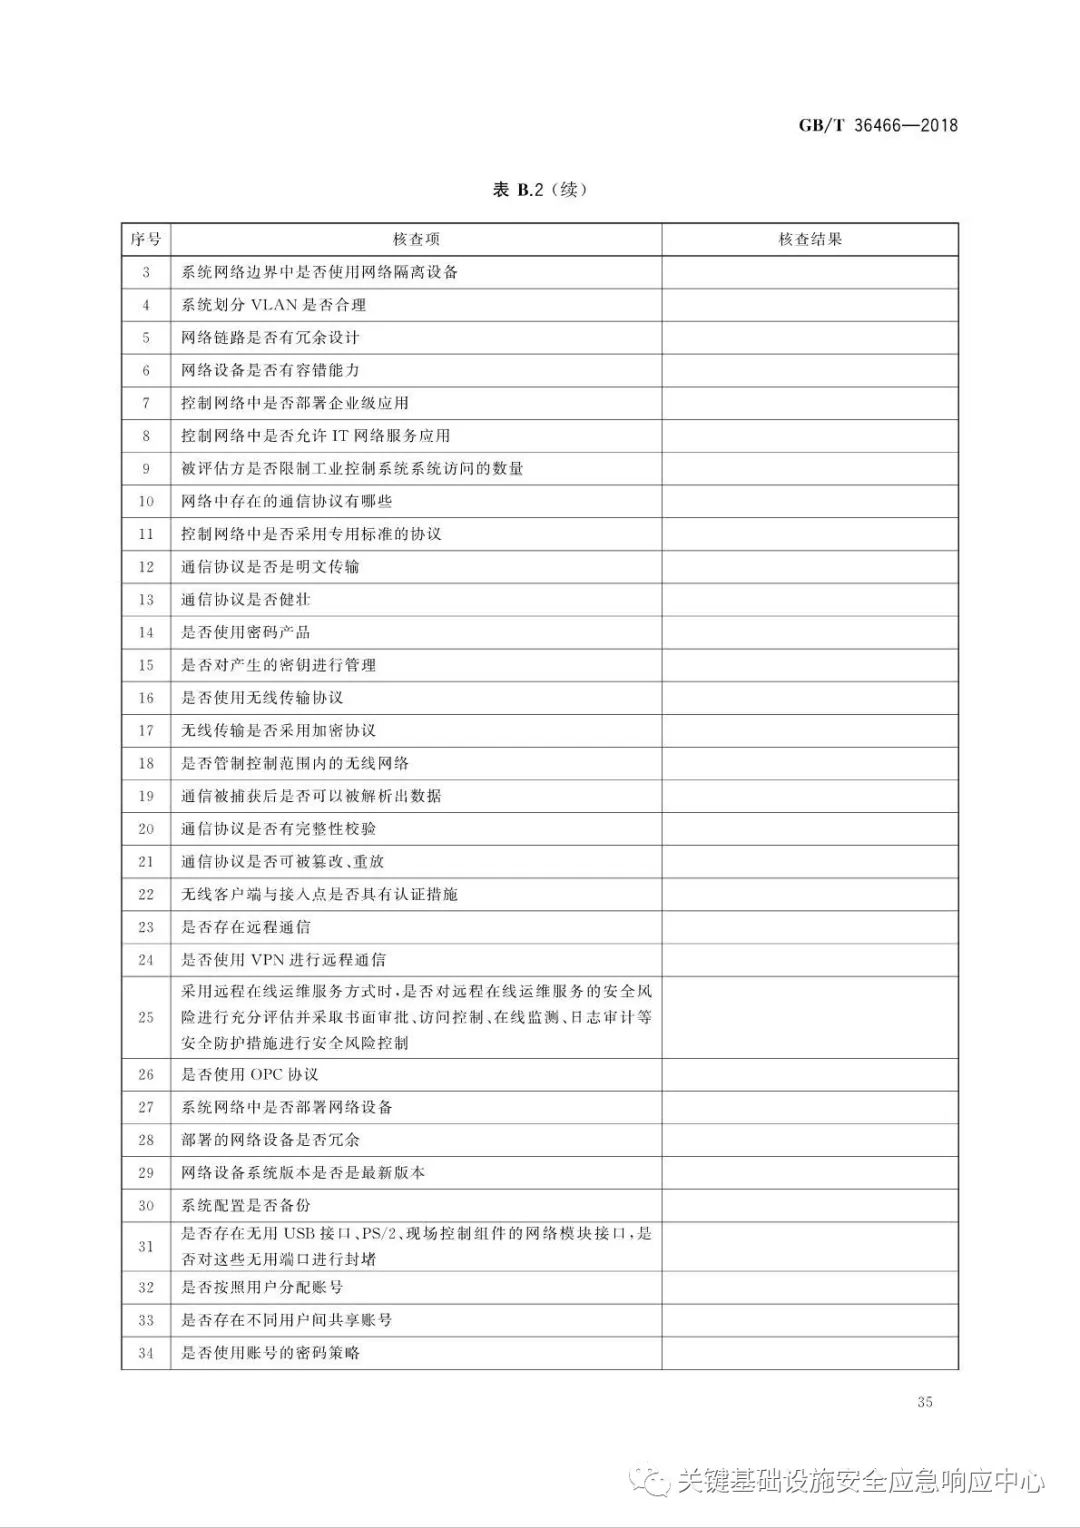 GB/T 36466—2018
表 B.2（续）
序号 核查项 核查结果
3 系统网络边界中是否使用网络隔离设备
4 系统划分 VLAN 是否合理
5 网络链路是否有冗余设计
6 网络设备是否有容错能力
7 控制网络中是否部署企业级应用
8 控制网络中是否允许 IT 网络服务应用
9 被评估方是否限制工业控制系统系统访问的数量
10 网络中存在的通信协议有哪些
11 控制网络中是否采用专用标准的协议
12 通信协议是否是明文传输
13 通信协议是否健壮
14 是否使用密码产品
15 是否对产生的密钥进行管理
16 是否使用无线传输协议
17 无线传输是否采用加密协议
18 是否管制控制范围内的无线网络
19 通信被捕获后是否可以被解析出数据
20 通信协议是否有完整性校验
21 通信协议是否可被篡改、重放
22 无线客户端与接入点是否具有认证措施
23 是否存在远程通信
24 是否使用 VPN 进行远程通信
采用远程在线运维服务方式时，是否对远程在线运维服务的安全风
25 险进行充分评估并采取书面审批、访问控制、在线监测、日志审计等
安全防护措施进行安全风险控制
26 是否使用 OPC 协议
27 系统网络中是否部署网络设备
28 部署的网络设备是否冗余
29 网络设备系统版本是否是最新版本
30 系统配置是否备份
31 是否存在无用 USB 接口、PS/2、现场控制组件的网络模块接口，是
否对这些无用端口进行封堵
32 是否按照用户分配账号
33 是否存在不同用户间共享账号
34 是否使用账号的密码策略
35
关键基础设施安全应急响应中心